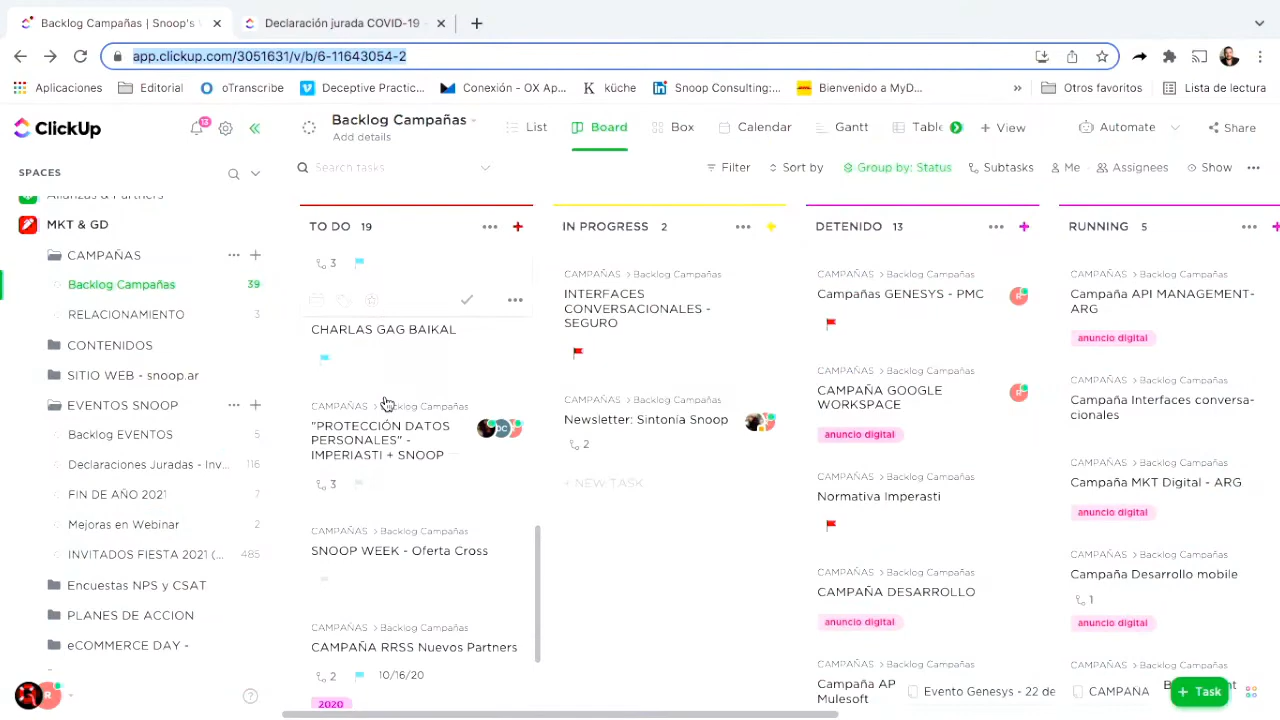 Backlog Campañas | Snoop's
Declaración jurada COVID-19
app.clickup.com/3051631/v/b/6-11643054-2
Aplicaciones
Editorial
oTranscribe
Deceptive Practic...
Conexión - OX Ap...
küche
Snoop Consulting:...
Bienvenido a MyD...
»
Otros favoritos
Lista de lectura
ClickUp
13
Backlog Campañas
Add details
List
Board
Box
Calendar
Gantt
Table
+ View
Automate
Share
SPACES
Search tasks
Filter
Sort by
Group by: Status
Subtasks
Me
Assignees
Show
Alianzas & Partners
MKT & GD
CAMPAÑAS
Backlog Campañas 39
RELACIONAMIENTO 3
CONTENIDOS
SITIO WEB - snoop.ar
EVENTOS SNOOP
Backlog EVENTOS 5
Declaraciones Juradas - Inv... 116
FIN DE AÑO 2021 7
Mejoras en Webinar 2
INVITADOS FIESTA 2021 (... 485
Encuestas NPS y CSAT
PLANES DE ACCION
eCOMMERCE DAY -
R
TO DO 19
3
CHARLAS GAG BAIKAL
CAMPAÑAS > Backlog Campañas
"PROTECCIÓN DATOS
PERSONALES" -
IMPERIASTI + SNOOP
3
CAMPAÑAS > Backlog Campañas
SNOOP WEEK - Oferta Cross
CAMPAÑAS > Backlog Campañas
CAMPAÑA RRSS Nuevos Partners
2 10/16/20
2020
IN PROGRESS 2
CAMPAÑAS > Backlog Campañas
INTERFACES
CONVERSACIONALES -
SEGURO
CAMPAÑAS > Backlog Campañas
Newsletter: Sintonía Snoop
2
+ NEW TASK
DETENIDO 13
CAMPAÑAS > Backlog Campañas
Campañas GENESYS - PMC
R
CAMPAÑAS > Backlog Campañas
CAMPAÑA GOOGLE
WORKSPACE
R
anuncio digital
CAMPAÑAS > Backlog Campañas
Normativa Imperasti
CAMPAÑAS > Backlog Campañas
CAMPAÑA DESARROLLO
anuncio digital
CAMPAÑAS > Backlog Campañas
Campaña AP
Mulesoft
RUNNING 5
CAMPAÑAS > Backlog Campañas
Campaña API MANAGEMENT-
ARG
anuncio digital
CAMPAÑAS > Backlog Campañas
Campaña Interfaces conversa-
cionales
CAMPAÑAS > Backlog Campañas
Campaña MKT Digital - ARG
anuncio digital
CAMPAÑAS > Backlog Campañas
Campaña Desarrollo mobile
1
anuncio digital
CAMPAÑAS > Backlog Campañas
Evento Genesys - 22 de
CAMPAÑA
+ Task